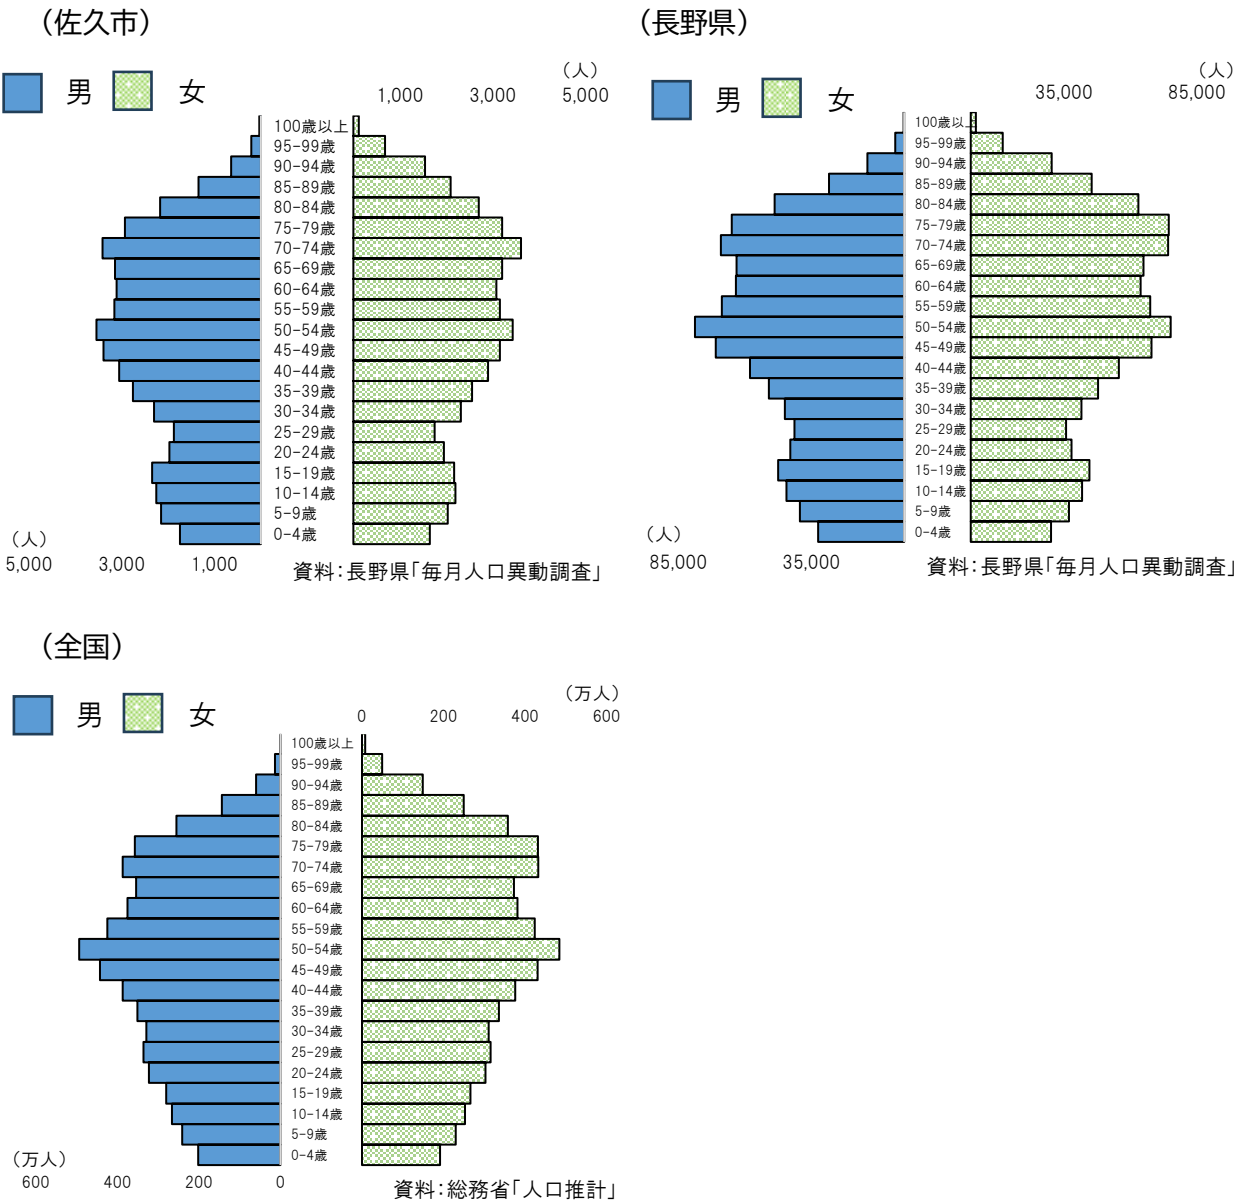 （佐久市）
男 女
（人）
1,000 3,000 5,000
100歳以上
95-99歳
90-94歳
85-89歳
80-84歳
75-79歳
70-74歳
65-69歳
60-64歳
55-59歳
50-54歳
45-49歳
40-44歳
35-39歳
30-34歳
25-29歳
20-24歳
15-19歳
10-14歳
5-9歳
0-4歳
（人）
5,000 3,000 1,000
資料：長野県「毎月人口異動調査」
（長野県）
男 女
（人）
35,000 85,000
100歳以上
95-99歳
90-94歳
85-89歳
80-84歳
75-79歳
70-74歳
65-69歳
60-64歳
55-59歳
50-54歳
45-49歳
40-44歳
35-39歳
30-34歳
25-29歳
20-24歳
15-19歳
10-14歳
5-9歳
0-4歳
（人）
85,000 35,000
資料：長野県「毎月人口異動調査」
（全国）
男 女
（万人）
0 200 400 600
100歳以上
95-99歳
90-94歳
85-89歳
80-84歳
75-79歳
70-74歳
65-69歳
60-64歳
55-59歳
50-54歳
45-49歳
40-44歳
35-39歳
30-34歳
25-29歳
20-24歳
15-19歳
10-14歳
5-9歳
0-4歳
（万人）
600 400 200 0
資料：総務省「人口推計」